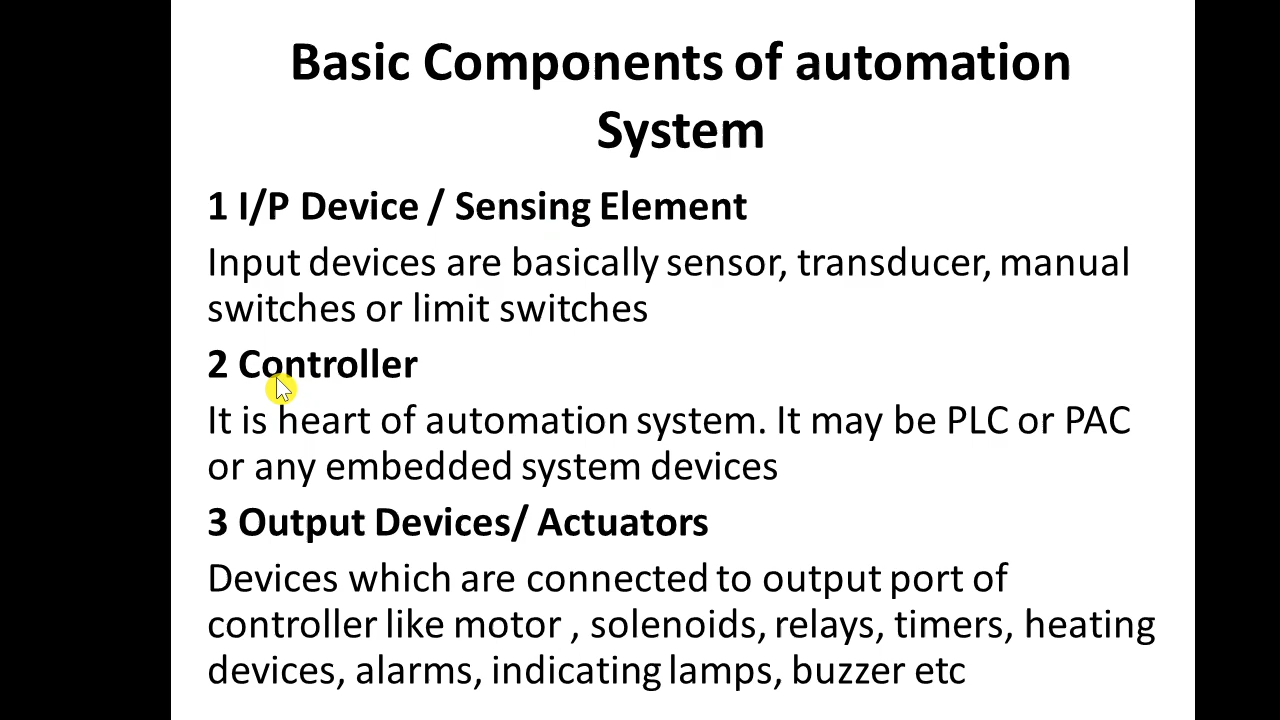 Basic Components of automation
System
1 I/P Device / Sensing Element
Input devices are basically sensor, transducer, manual
switches or limit switches
2 Controller
It is heart of automation system. It may be PLC or PAC
or any embedded system devices
3 Output Devices/ Actuators
Devices which are connected to output port of
controller like motor , solenoids, relays, timers, heating
devices, alarms, indicating lamps, buzzer etc